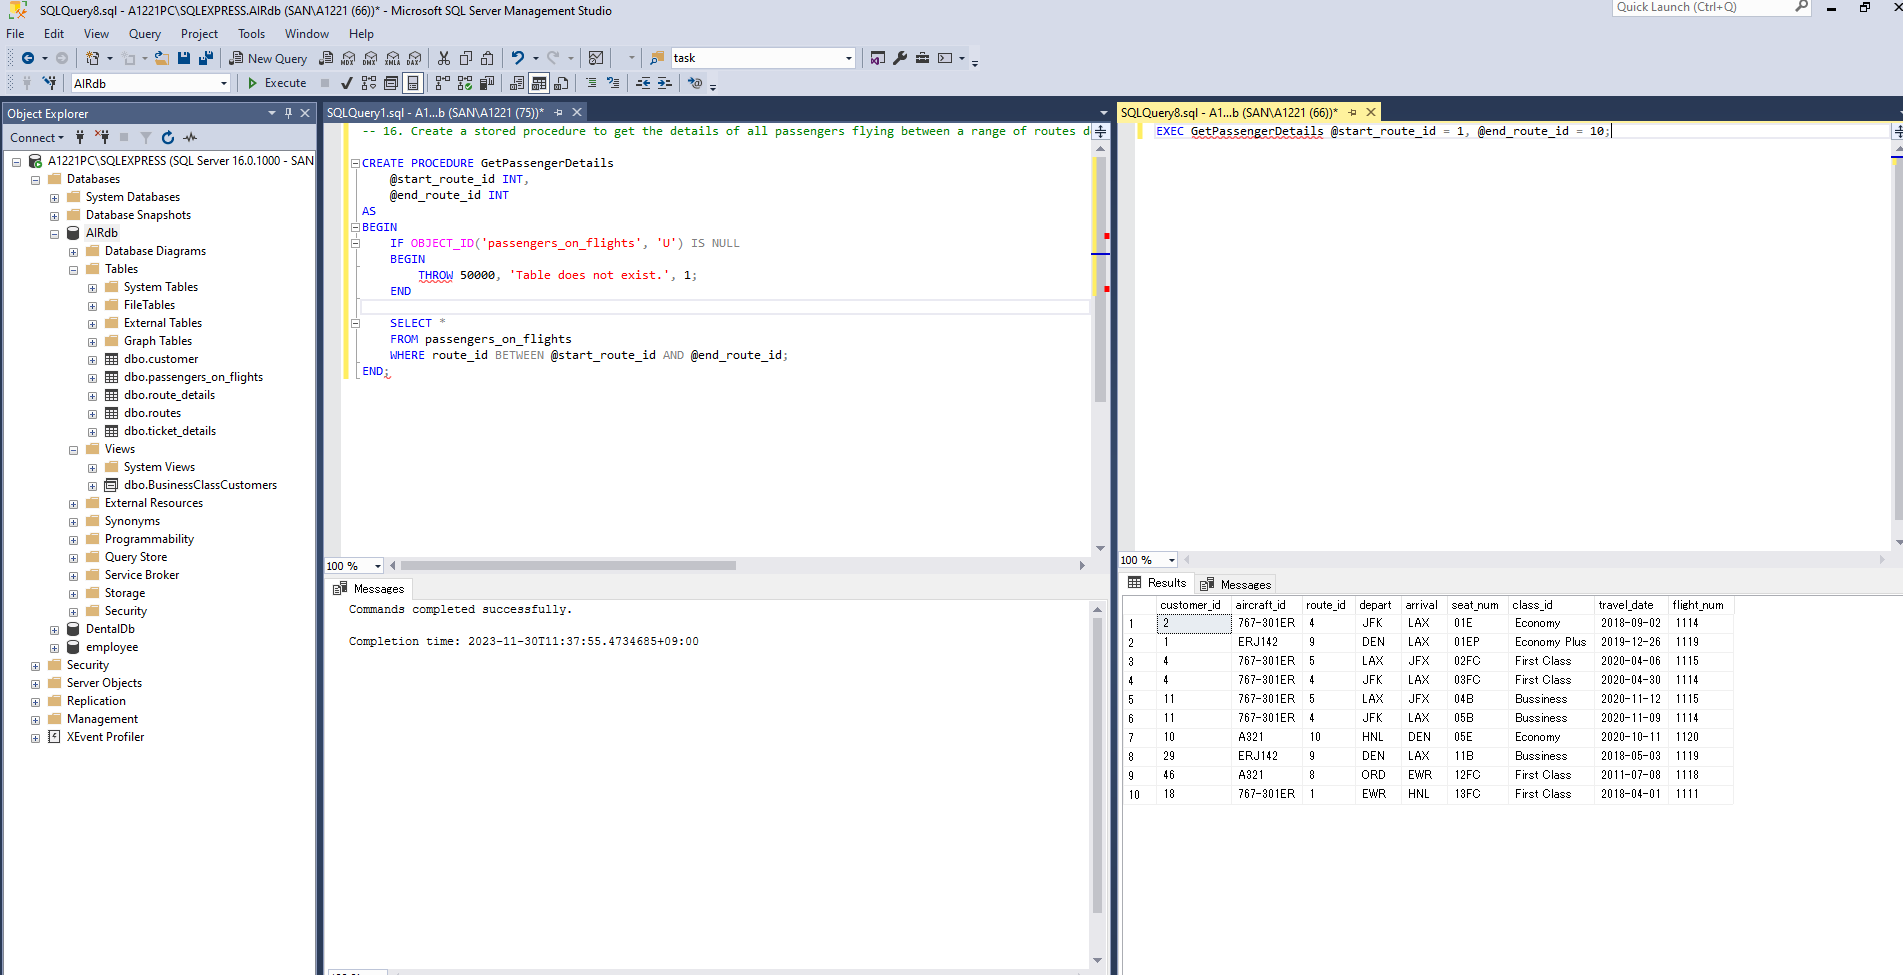 SQLQuery8.sql - A1221PC\SQLEXPRESS.AIRdb (SAN\A1221 (66))* - Microsoft SQL Server Management Studio
Quick Launch (Ctrl+Q)
File Edit View Query Project Tools Window Help
New Query
MDX DMX XMLA DAX
task
AIRdb
Execute
Object Explorer
Connect
A1221PC\SQLEXPRESS (SQL Server 16.0.1000 - SAN
Databases
System Databases
Database Snapshots
AIRdb
Database Diagrams
Tables
System Tables
FileTables
External Tables
Graph Tables
dbo.customer
dbo.passengers_on_flights
dbo.route_details
dbo.routes
dbo.ticket_details
Views
System Views
dbo.BusinessClassCustomers
External Resources
Synonyms
Programmability
Query Store
Service Broker
Storage
Security
DentalDb
employee
Security
Server Objects
Replication
Management
XEvent Profiler
SQLQuery1.sql - A1...b (SAN\A1221 (75))*
-- 16. Create a stored procedure to get the details of all passengers flying between a range of routes d
CREATE PROCEDURE GetPassengerDetails
@start_route_id INT,
@end_route_id INT
AS
BEGIN
IF OBJECT_ID('passengers_on_flights', 'U') IS NULL
BEGIN
THROW 50000, 'Table does not exist.', 1;
END
SELECT *
FROM passengers_on_flights
WHERE route_id BETWEEN @start_route_id AND @end_route_id;
END;
100 %
Messages
Commands completed successfully.
Completion time: 2023-11-30T11:37:55.4734685+09:00
SQLQuery8.sql - A1...b (SAN\A1221 (66))*
EXEC GetPassengerDetails @start_route_id = 1, @end_route_id = 10;
100 %
Results Messages
customer_id aircraft_id route_id depart arrival seat_num class_id travel_date flight_num
1 2 767-301ER 4 JFK LAX 01E Economy 2018-09-02 1114
2 1 ERJ142 9 DEN LAX 01EP Economy Plus 2019-12-26 1119
3 4 767-301ER 5 LAX JFX 02FC First Class 2020-04-06 1115
4 4 767-301ER 4 JFK LAX 03FC First Class 2020-04-30 1114
5 11 767-301ER 5 LAX JFX 04B Bussiness 2020-11-12 1115
6 11 767-301ER 4 JFK LAX 05B Bussiness 2020-11-09 1114
7 10 A321 10 HNL DEN 05E Economy 2020-10-11 1120
8 29 ERJ142 9 DEN LAX 11B Bussiness 2018-05-03 1119
9 46 A321 8 ORD EWR 12FC First Class 2011-07-08 1118
10 18 767-301ER 1 EWR HNL 13FC First Class 2018-04-01 1111